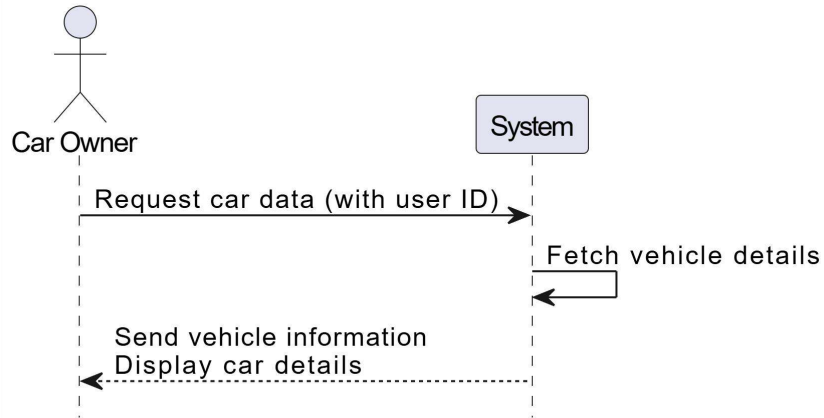 Car Owner
System
Request car data (with user ID)
Fetch vehicle details
Send vehicle information
Display car details